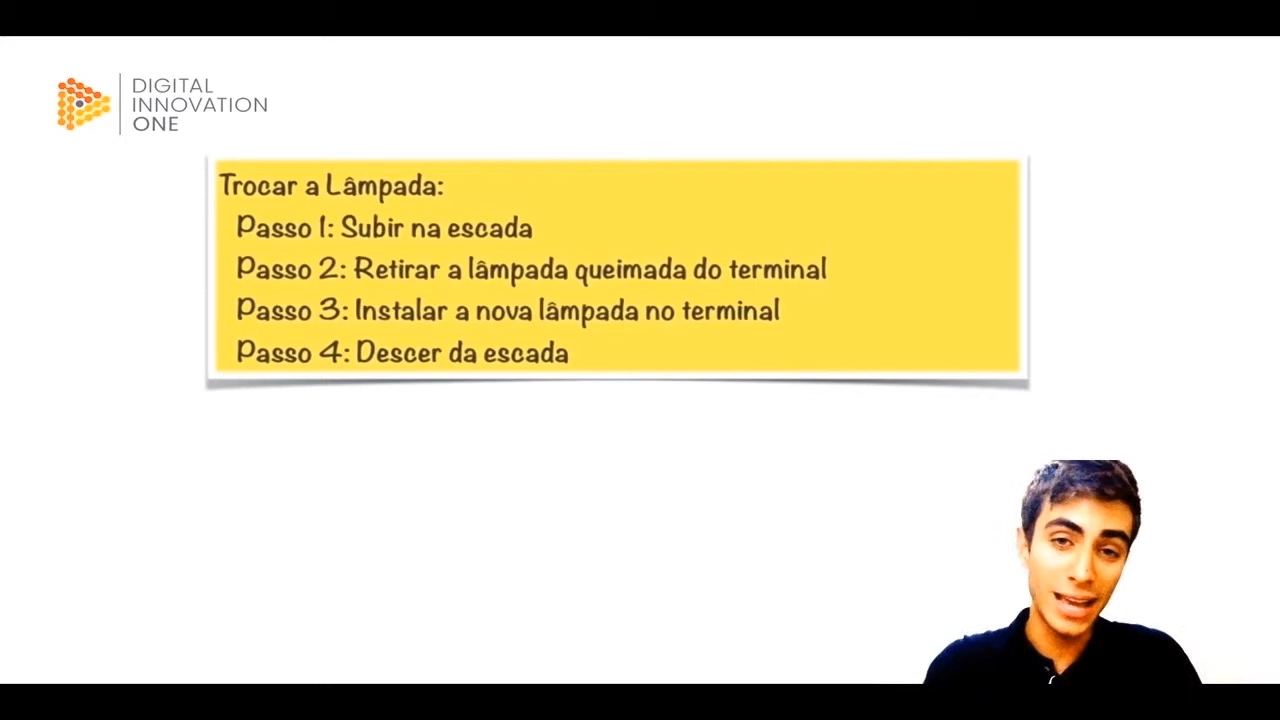 DIGITAL
INNOVATION
ONE
Trocar a Lâmpada:
Passo 1: Subir na escada
Passo 2: Retirar a lâmpada queimada do terminal
Passo 3: Instalar a nova lâmpada no terminal
Passo 4: Descer da escada